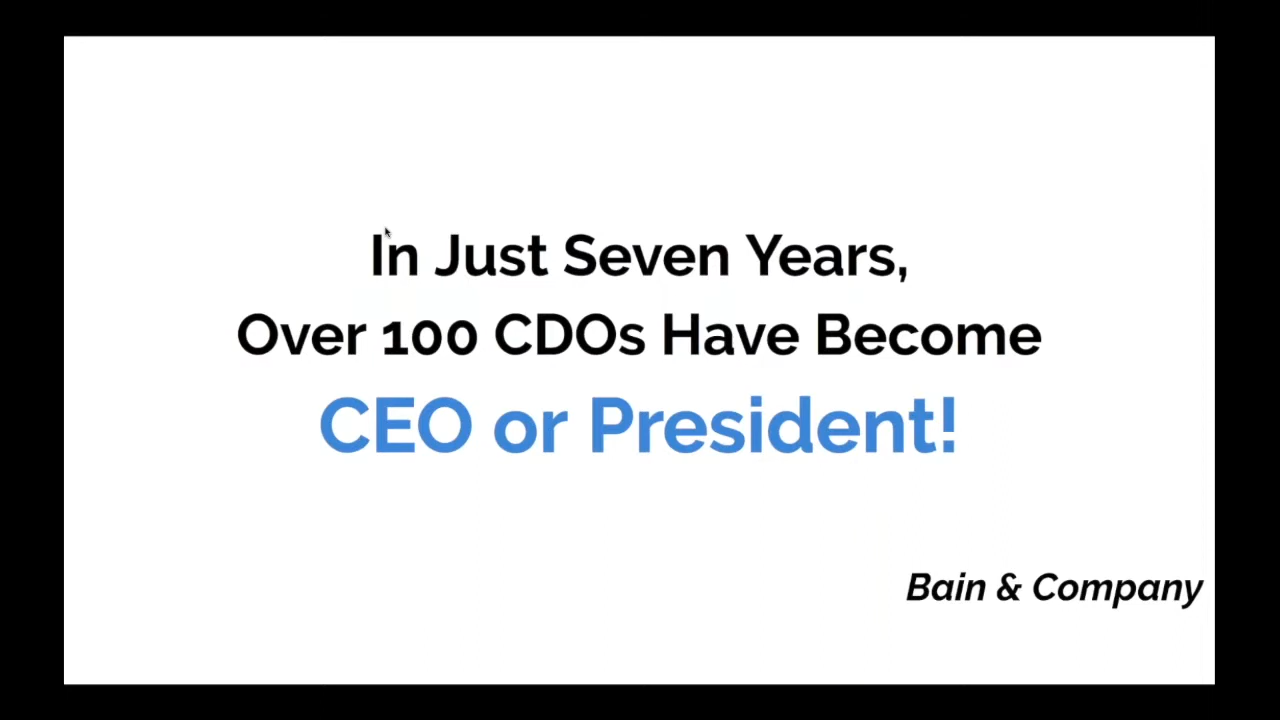 In Just Seven Years,
Over 100 CDOs Have Become
CEO or President!
Bain & Company